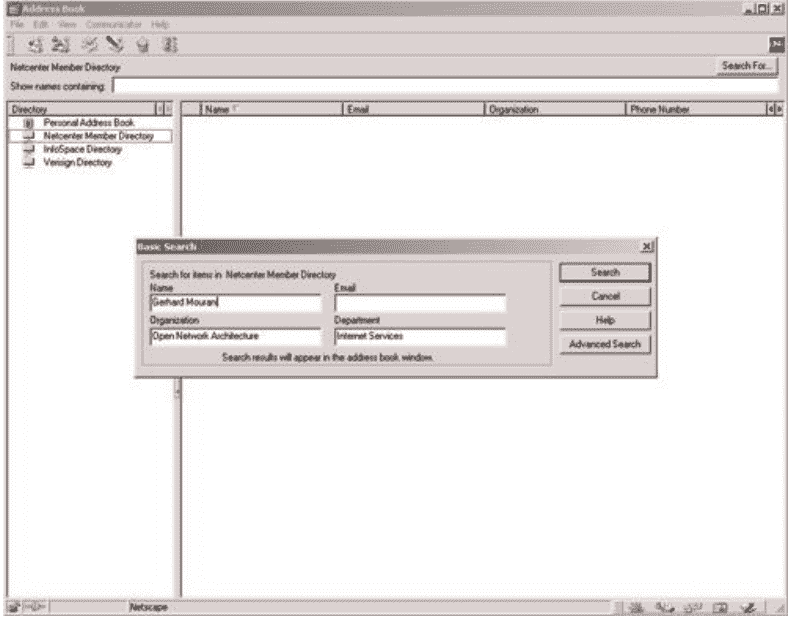 Address Book
File Edit View Communicator Help
Netcenter Member Directory
Search For...
Show names containing:
Directory Name Email Organization Phone Number
Personal Address Book
Netcenter Member Directory
InfoSpace Directory
Verisign Directory
Basic Search
Search for items in Netcenter Member Directory
Name Email
Gerhard Mourani
Organization Department
Open Network Architecture Internet Services
Search results will appear in the address book window.
Search
Cancel
Help
Advanced Search
Netscape